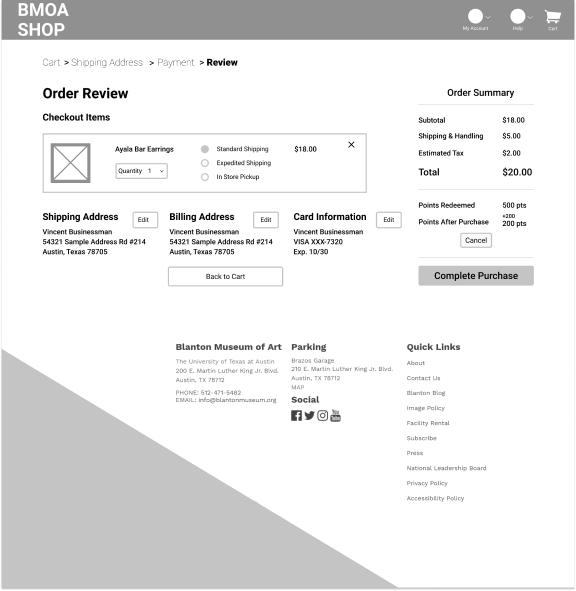 BMOA
SHOP
My Account
Help
Cart
Cart > Shipping Address > Payment > Review
Order Review
Checkout Items
Ayala Bar Earrings
Quantity 1
Standard Shipping
Expedited Shipping
In Store Pickup
$18.00
Shipping Address
Edit
Vincent Businessman
54321 Sample Address Rd #214
Austin, Texas 78705
Billing Address
Edit
Vincent Businessman
54321 Sample Address Rd #214
Austin, Texas 78705
Card Information
Edit
Vincent Businessman
VISA XXX-7320
Exp. 10/30
Back to Cart
Order Summary
Subtotal $18.00
Shipping & Handling $5.00
Estimated Tax $2.00
Total $20.00
Points Redeemed 500 pts
+200
Points After Purchase 200 pts
Cancel
Complete Purchase
Blanton Museum of Art
The University of Texas at Austin
200 E. Martin Luther King Jr. Blvd.
Austin, TX 78712
PHONE: 512-471-5482
EMAIL: info@blantonmuseum.org
Parking
Brazos Garage
210 E. Martin Luther King Jr. Blvd.
Austin, TX 78712
MAP
Social
You
Tube
Quick Links
About
Contact Us
Blanton Blog
Image Policy
Facility Rental
Subscribe
Press
National Leadership Board
Privacy Policy
Accessibility Policy